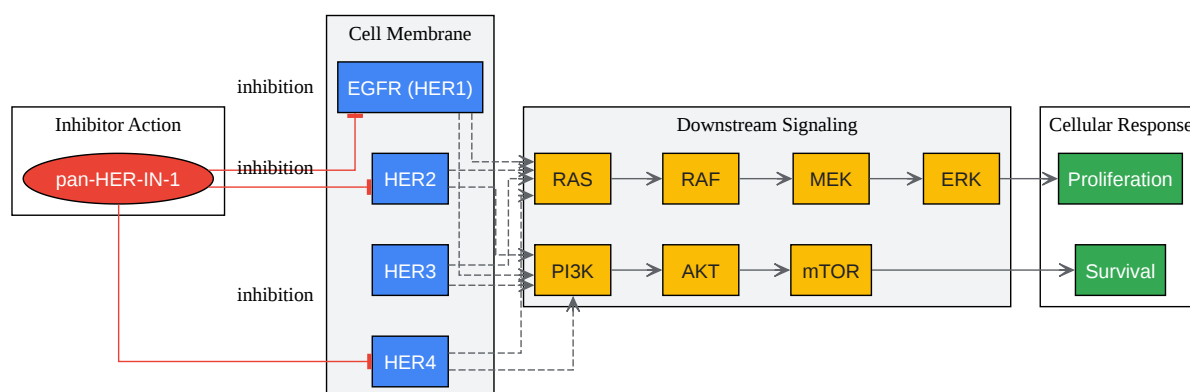 Cell Membrane
inhibition
EGFR (HER1)
Inhibitor Action
Downstream Signaling
Cellular Response
pan-HER-IN-1
inhibition
HER2
RAS
RAF
MEK
ERK
Proliferation
HER3
PI3K
AKT
mTOR
Survival
inhibition
HER4